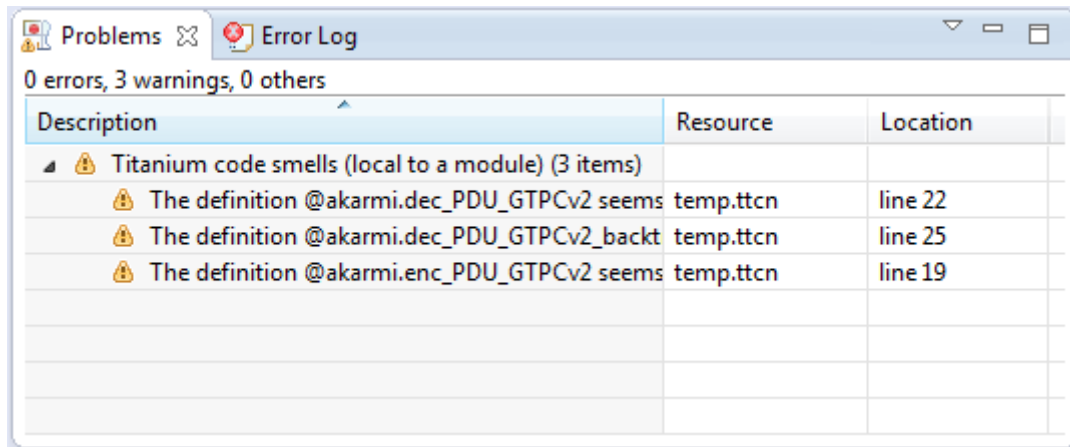 Problems Error Log
0 errors, 3 warnings, 0 others
Description Resource Location
Titanium code smells (local to a module) (3 items)
The definition @akarmi.dec_PDU_GTPCv2 seems temp.ttcn line 22
The definition @akarmi.dec_PDU_GTPCv2_backt temp.ttcn line 25
The definition @akarmi.enc_PDU_GTPCv2 seems temp.ttcn line 19